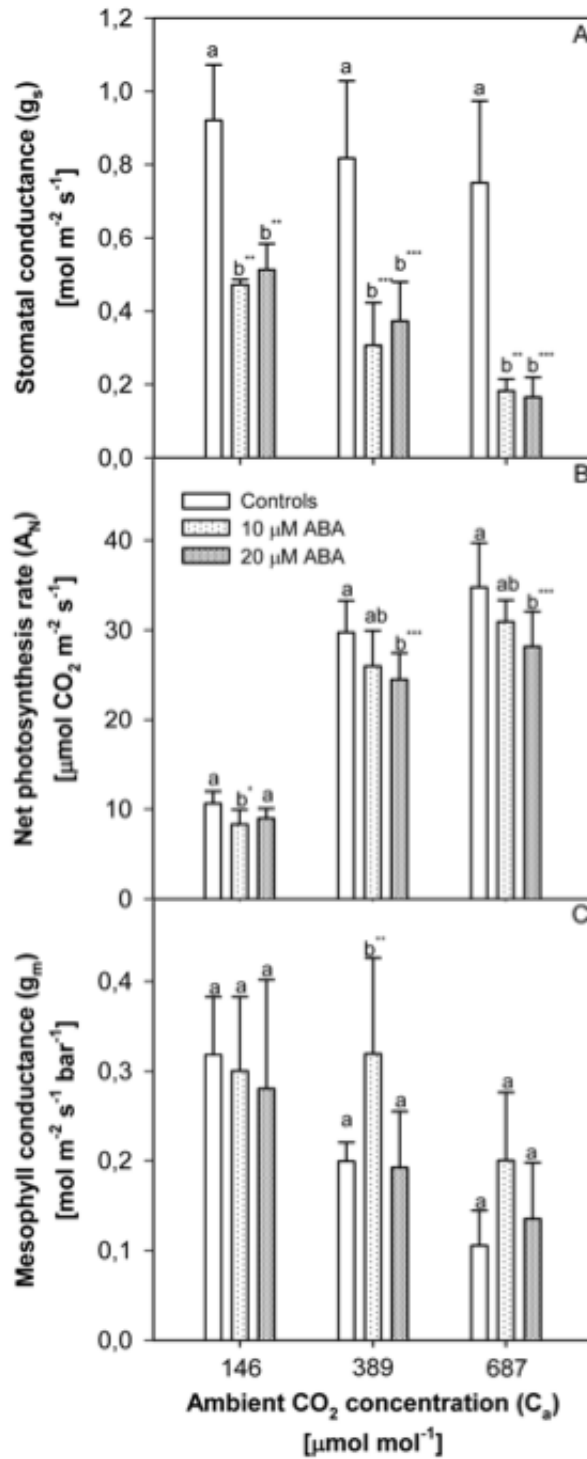 A
Stomatal conductance (gs)
[mol m-2 s-1]
1,2
1,0
0,8
0,6
0,4
0,2
0,0
a
b**
b**
a
b***
b***
a
b**
b***
B
Net photosynthesis rate (AN)
[μmol CO2 m-2 s-1]
40
30
20
10
0
Controls
10 μM ABA
20 μM ABA
a
b*
a
a
ab
b***
a
ab
b***
C
Mesophyll conductance (gm)
[mol m-2 s-1 bar-1]
0,4
0,3
0,2
0,1
0,0
a
a
a
a
b**
a
a
a
a
146
389
687
Ambient CO2 concentration (Ca)
[μmol mol-1]